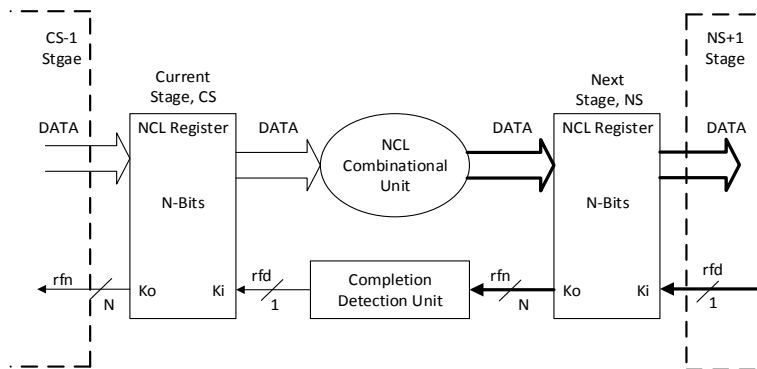 CS-1
Stgae
Current
Stage, CS
Next
Stage, NS
NS+1
Stage
DATA
NCL Register
DATA
NCL
Combinational
Unit
DATA
NCL Register
DATA
N-Bits
N-Bits
rfn
N
Ko
Ki
rfd
1
Completion
Detection Unit
rfn
N
Ko
Ki
rfd
1